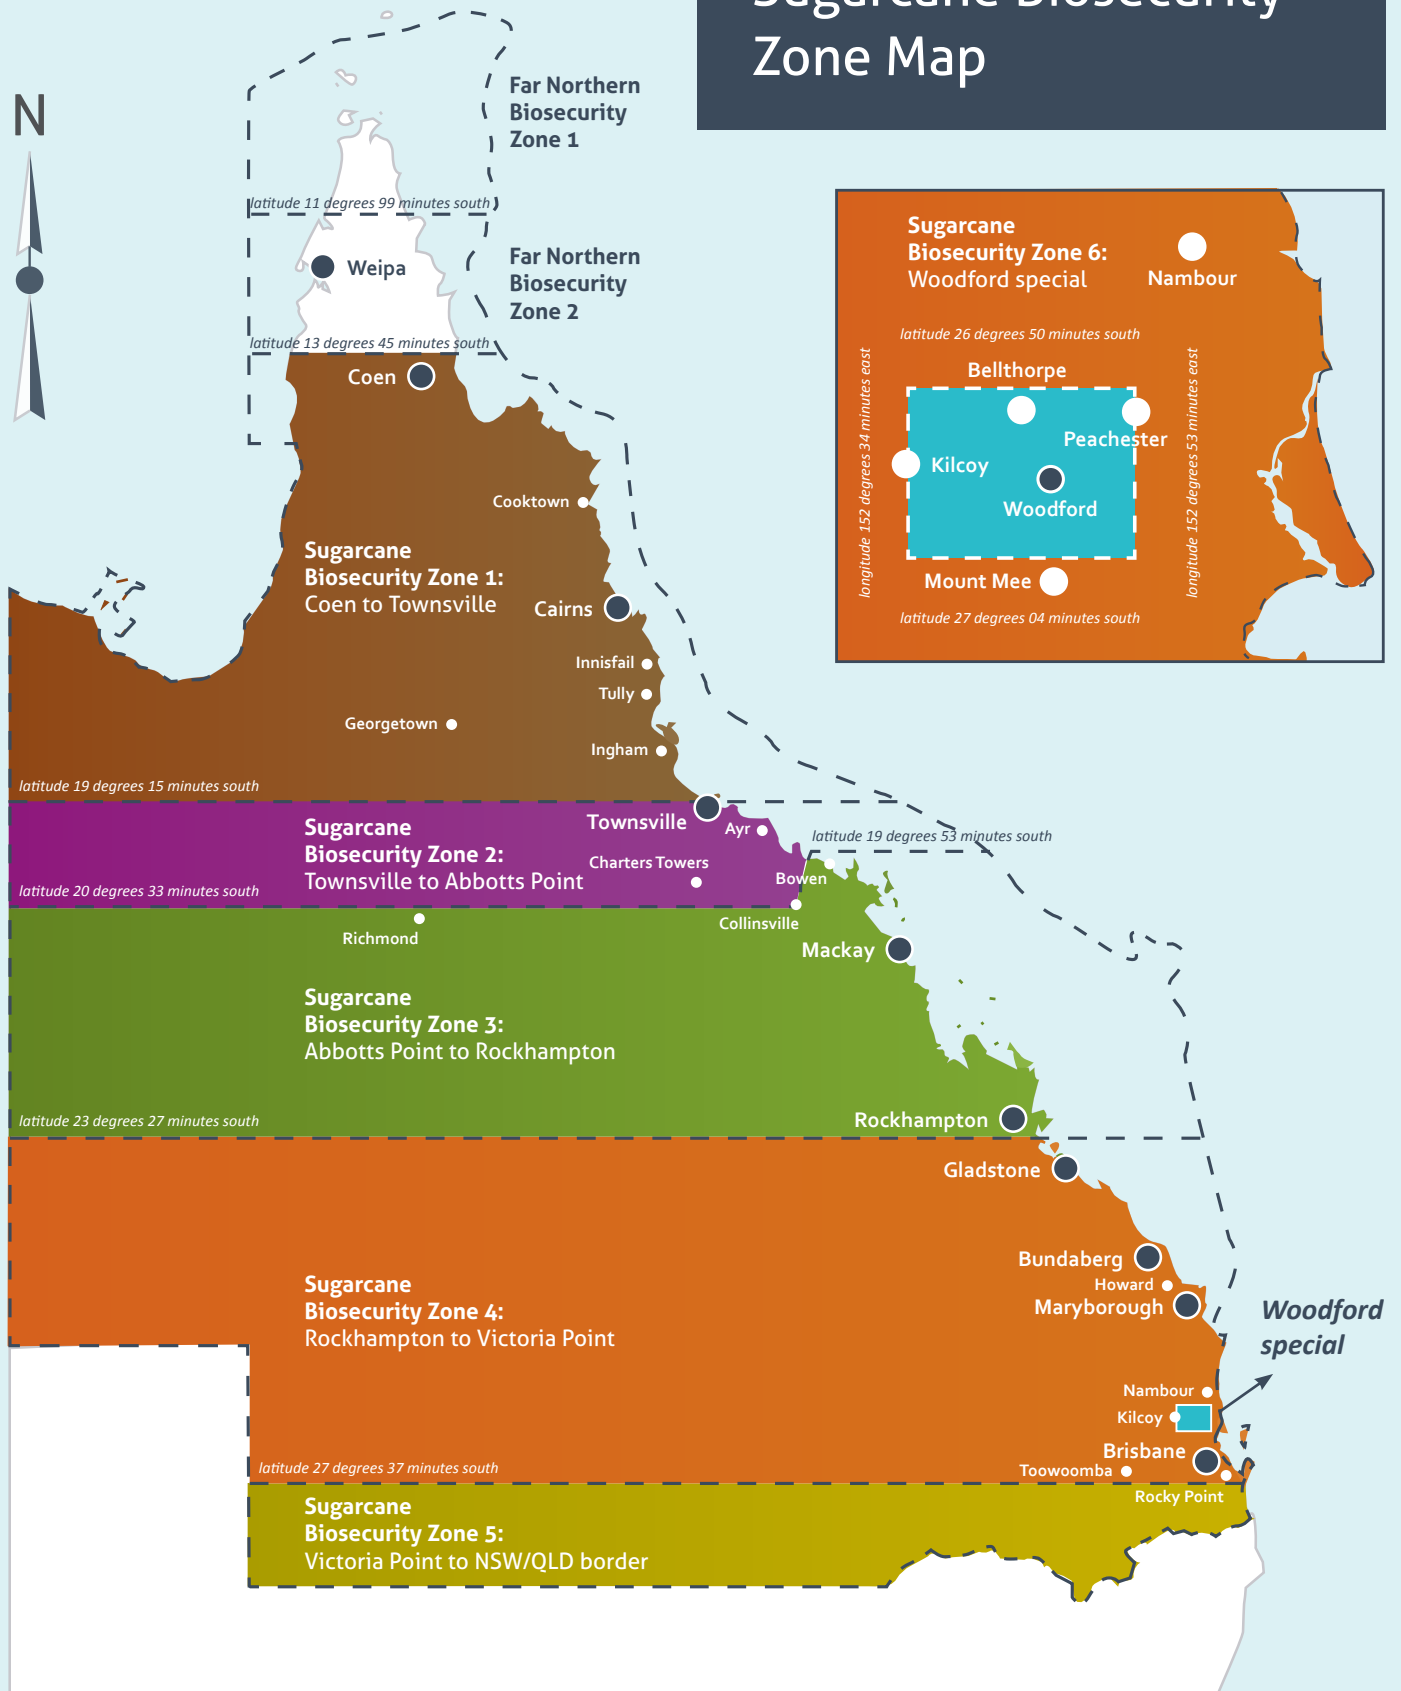 Sugarcane Biosecurity
Zone Map
N
Far Northern
Biosecurity
Zone 1
latitude 11 degrees 99 minutes south
Weipa
Far Northern
Biosecurity
Zone 2
latitude 13 degrees 45 minutes south
Coen
Cooktown
Sugarcane
Biosecurity Zone 1:
Coen to Townsville
Cairns
Innisfail
Tully
Georgetown
Ingham
latitude 19 degrees 15 minutes south
Townsville
Ayr
Sugarcane
Biosecurity Zone 2:
Townsville to Abbotts Point
Charters Towers
latitude 19 degrees 53 minutes south
Bowen
latitude 20 degrees 33 minutes south
Collinsville
Richmond
Mackay
Sugarcane
Biosecurity Zone 3:
Abbotts Point to Rockhampton
latitude 23 degrees 27 minutes south
Rockhampton
Gladstone
Bundaberg
Howard
Maryborough
Sugarcane
Biosecurity Zone 4:
Rockhampton to Victoria Point
Woodford
special
Nambour
Kilcoy
Brisbane
Toowoomba
Rocky Point
latitude 27 degrees 37 minutes south
Sugarcane
Biosecurity Zone 5:
Victoria Point to NSW/QLD border
Sugarcane
Biosecurity Zone 6:
Woodford special
Nambour
latitude 26 degrees 50 minutes south
longitude 152 degrees 34 minutes east
longitude 152 degrees 53 minutes east
Bellthorpe
Peachester
Kilcoy
Woodford
Mount Mee
latitude 27 degrees 04 minutes south